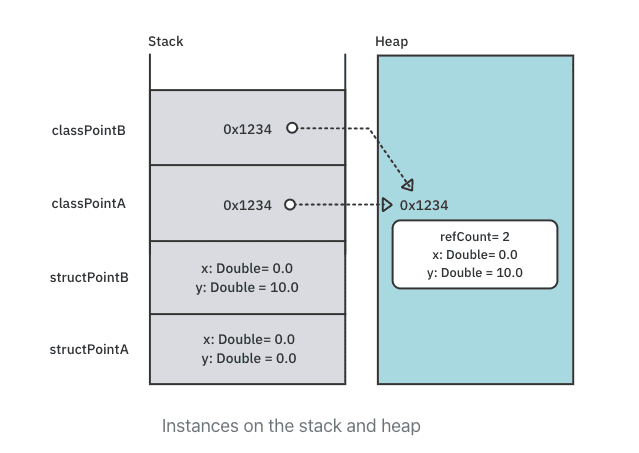 Stack
Heap
classPointB
0x1234
classPointA
0x1234
0x1234
refCount= 2
x: Double= 0.0
y: Double = 10.0
structPointB
x: Double= 0.0
y: Double = 10.0
structPointA
x: Double= 0.0
y: Double = 0.0
Instances on the stack and heap